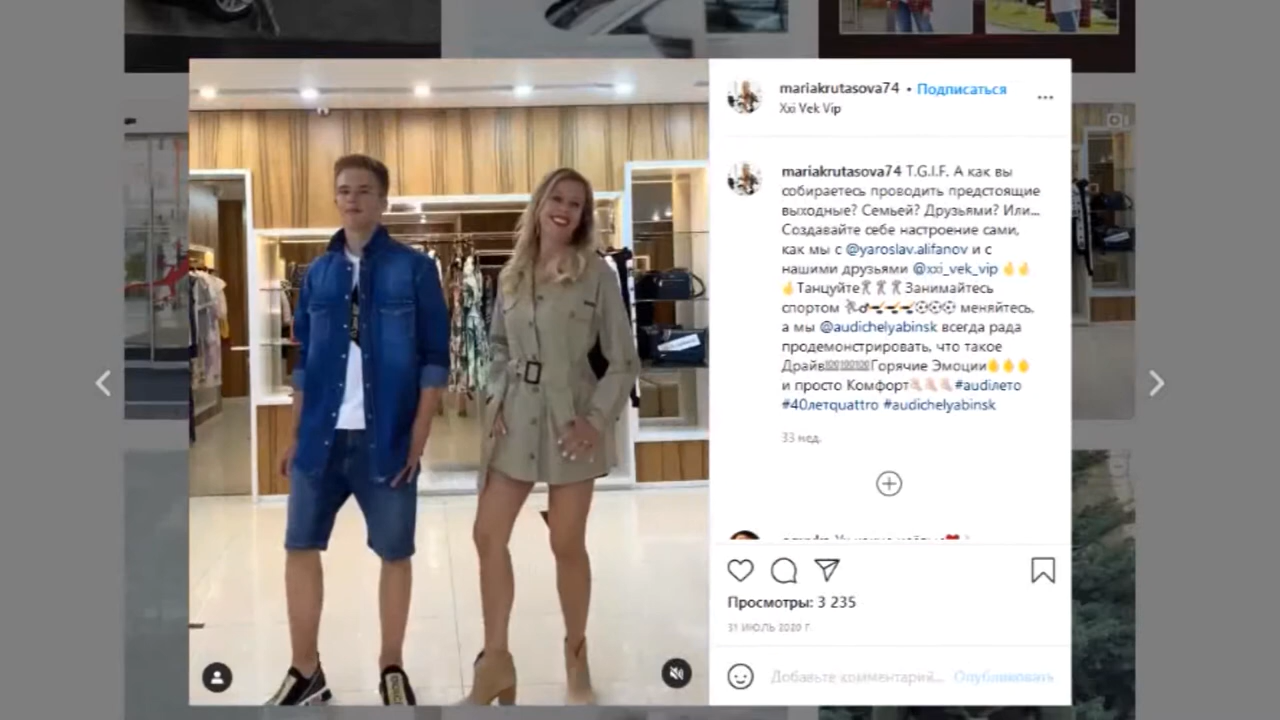 mariakrutasova74 • Подписаться
Xxi Vek Vip
mariakrutasova74 T.G.I.F. А как вы
собираетесь проводить предстоящие
выходные? Семьей? Друзьями? Или...
Создавайте себе настроение сами,
как мы с @yaroslav.alifanov и с
нашими друзьями @xxi_vek_vip
Танцуйте Занимайтесь
спортом меняйтесь,
а мы @audichelyabinsk всегда рада
продемонстрировать, что такое
Драйв Горячие Эмоции
и просто Комфорт #audiлето
#40летquattro #audichelyabinsk
33 нед.
Просмотры: 3 235
31 ИЮЛЬ 2020 Г.
Добавьте комментарий... Опубликовать